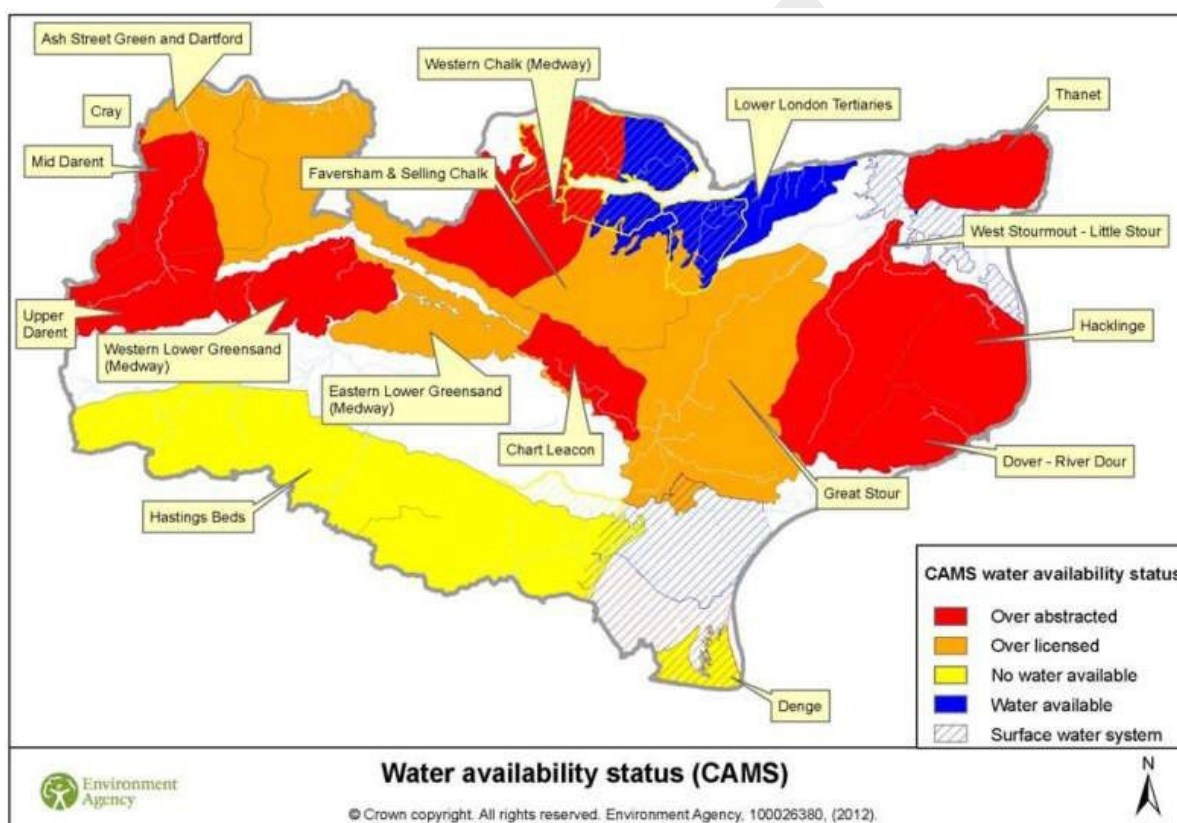 Ash Street Green and Dartford
Western Chalk (Medway)
Cray
Lower London Tertiaries
Thanet
Mid Darent
Faversham & Selling Chalk
West Stourmout - Little Stour
Upper
Darent
Western Lower Greensand
(Medway)
Hacklinge
Eastern Lower Greensand
(Medway)
Chart Leacon
Dover - River Dour
Great Stour
Hastings Beds
Denge
CAMS water availability status
Over abstracted
Over licensed
No water available
Water available
Surface water system
Environment
Agency
Water availability status (CAMS)
© Crown copyright. All rights reserved. Environment Agency, 100026380, (2012).
N